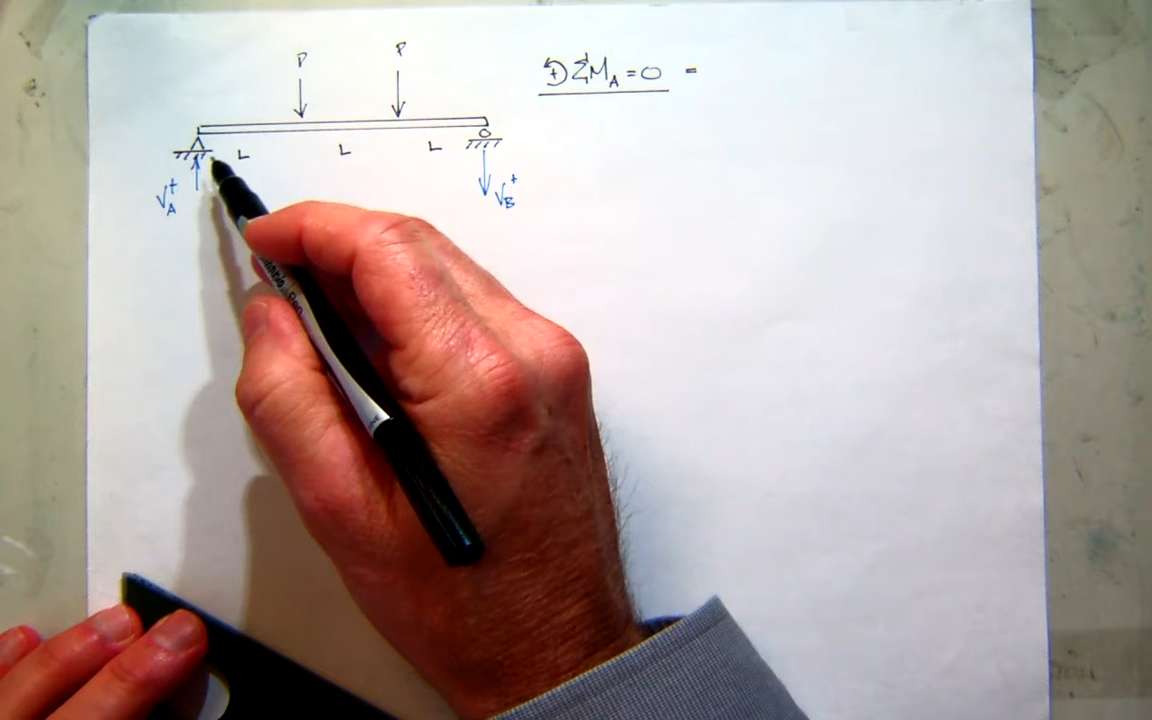 P P
L L L
V_A^+ V_B^+
↶+ ΣM_A = 0 =